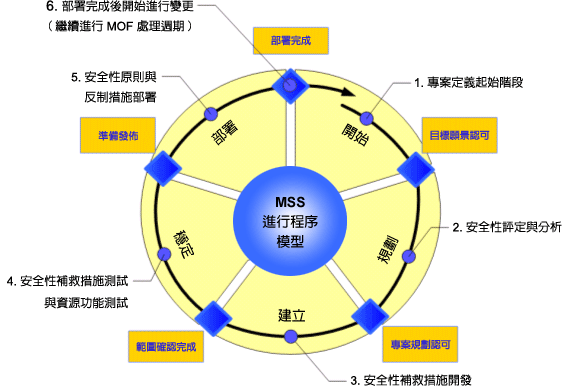 6. 部署完成後開始進行變更
（繼續進行 MOF 處理週期）
部署完成
5. 安全性原則與
反制措施部署
1. 專案定義起始階段
部署
開始
準備發佈
目標願景認可
MSS
進行程序
模型
2. 安全性評定與分析
穩定
規劃
4. 安全性補救措施測試
與資源功能測試
建立
範圍確認完成
專案規劃認可
3. 安全性補救措施開發